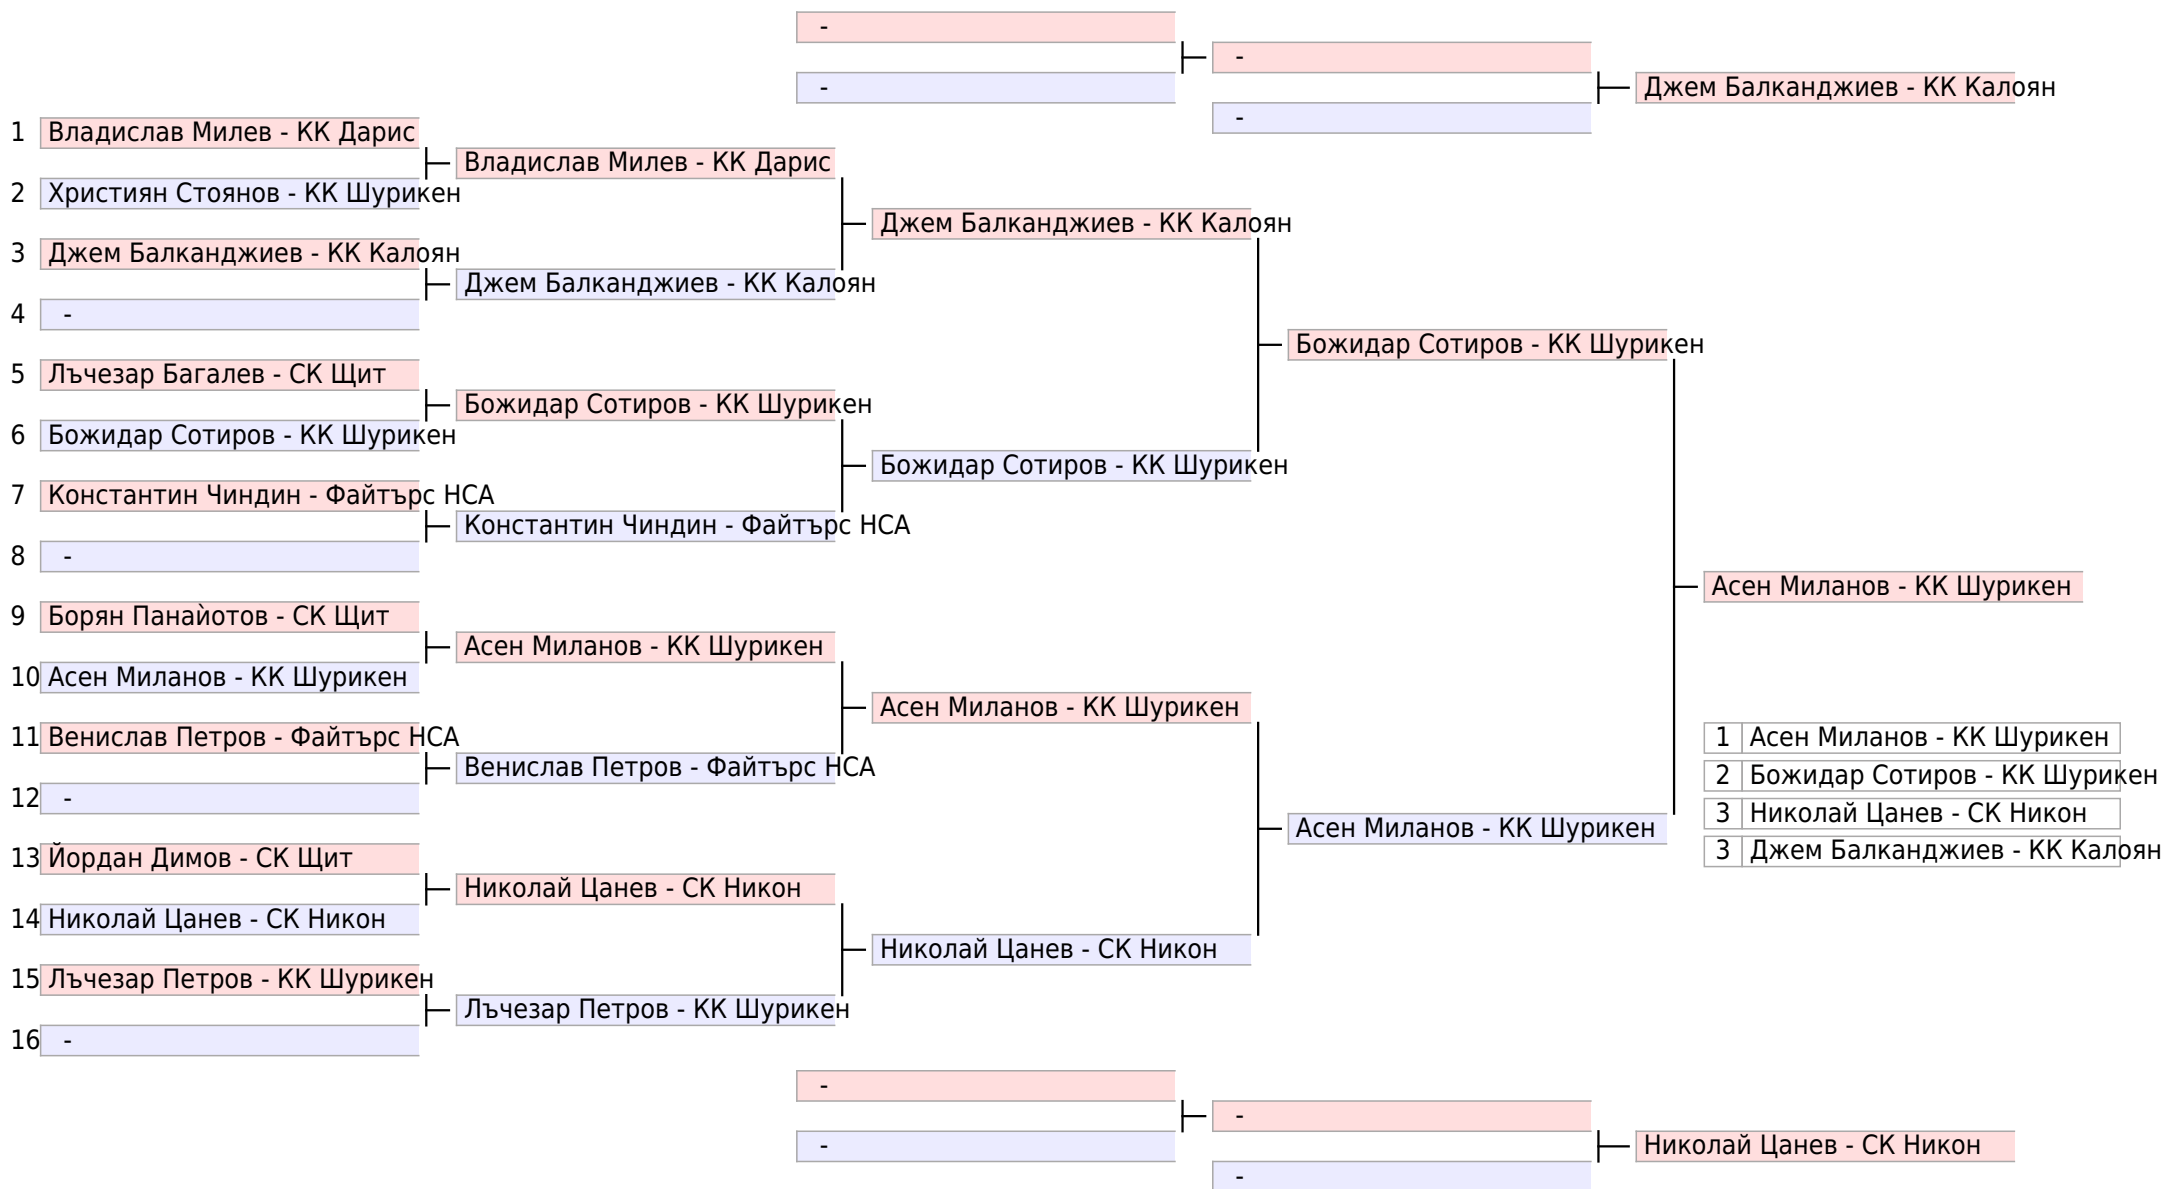 -
-
-
-
Джем Балканджиев - КК Калоян
1 Владислав Милев - КК Дарис
2 Християн Стоянов - КК Шурикен
3 Джем Балканджиев - КК Калоян
4 -
5 Лъчезар Багалев - СК Щит
6 Божидар Сотиров - КК Шурикен
7 Константин Чиндин - Файтърс НСА
8 -
9 Борян Панаѝотов - СК Щит
10 Асен Миланов - КК Шурикен
11 Венислав Петров - Файтърс НСА
12 -
13 Йордан Димов - СК Щит
14 Николай Цанев - СК Никон
15 Лъчезар Петров - КК Шурикен
16 -
Владислав Милев - КК Дарис
Джем Балканджиев - КК Калоян
Божидар Сотиров - КК Шурикен
Константин Чиндин - Файтърс НСА
Асен Миланов - КК Шурикен
Венислав Петров - Файтърс НСА
Николай Цанев - СК Никон
Лъчезар Петров - КК Шурикен
Джем Балканджиев - КК Калоян
Божидар Сотиров - КК Шурикен
Асен Миланов - КК Шурикен
Николай Цанев - СК Никон
Божидар Сотиров - КК Шурикен
Асен Миланов - КК Шурикен
Асен Миланов - КК Шурикен
1 Асен Миланов - КК Шурикен
2 Божидар Сотиров - КК Шурикен
3 Николай Цанев - СК Никон
3 Джем Балканджиев - КК Калоян
-
-
-
-
Николай Цанев - СК Никон